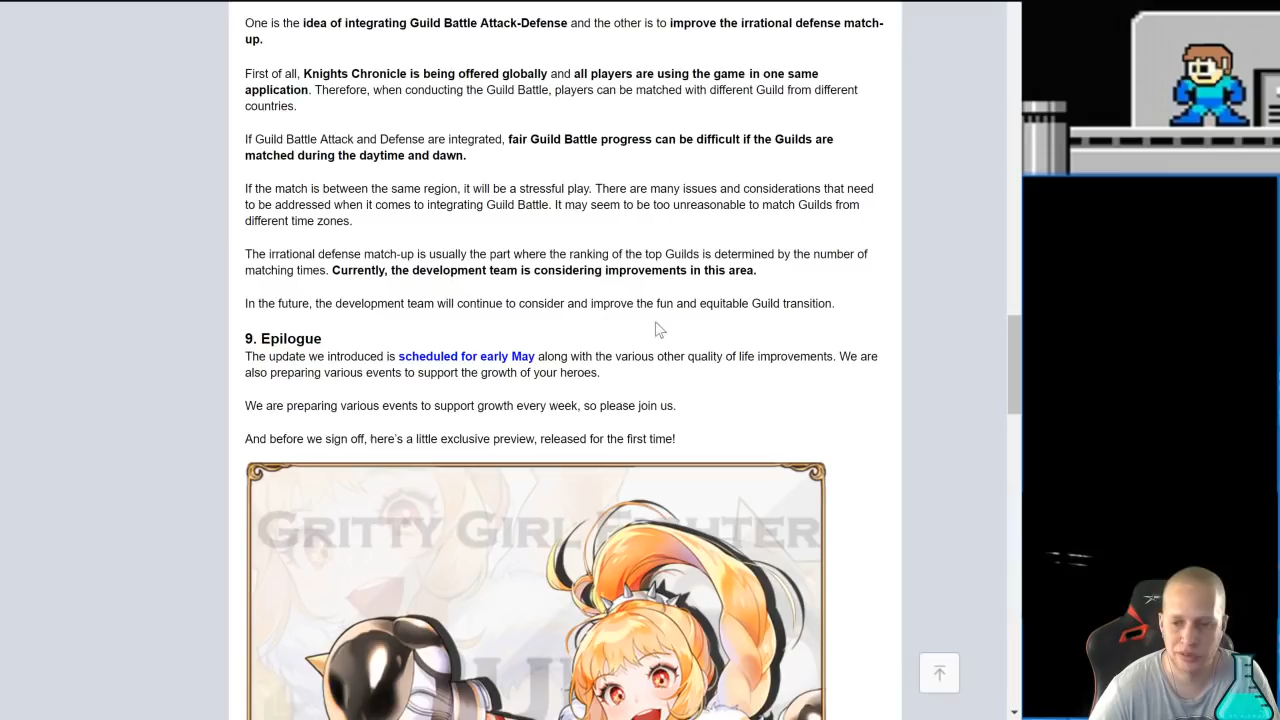 One is the idea of integrating Guild Battle Attack-Defense and the other is to improve the irrational defense match-
up.
First of all, Knights Chronicle is being offered globally and all players are using the game in one same
application. Therefore, when conducting the Guild Battle, players can be matched with different Guild from different
countries.
If Guild Battle Attack and Defense are integrated, fair Guild Battle progress can be difficult if the Guilds are
matched during the daytime and dawn.
If the match is between the same region, it will be a stressful play. There are many issues and considerations that need
to be addressed when it comes to integrating Guild Battle. It may seem to be too unreasonable to match Guilds from
different time zones.
The irrational defense match-up is usually the part where the ranking of the top Guilds is determined by the number of
matching times. Currently, the development team is considering improvements in this area.
In the future, the development team will continue to consider and improve the fun and equitable Guild transition.
9. Epilogue
The update we introduced is scheduled for early May along with the various other quality of life improvements. We are
also preparing various events to support the growth of your heroes.
We are preparing various events to support growth every week, so please join us.
And before we sign off, here's a little exclusive preview, released for the first time!
GRITTY GIRL FIGHTER